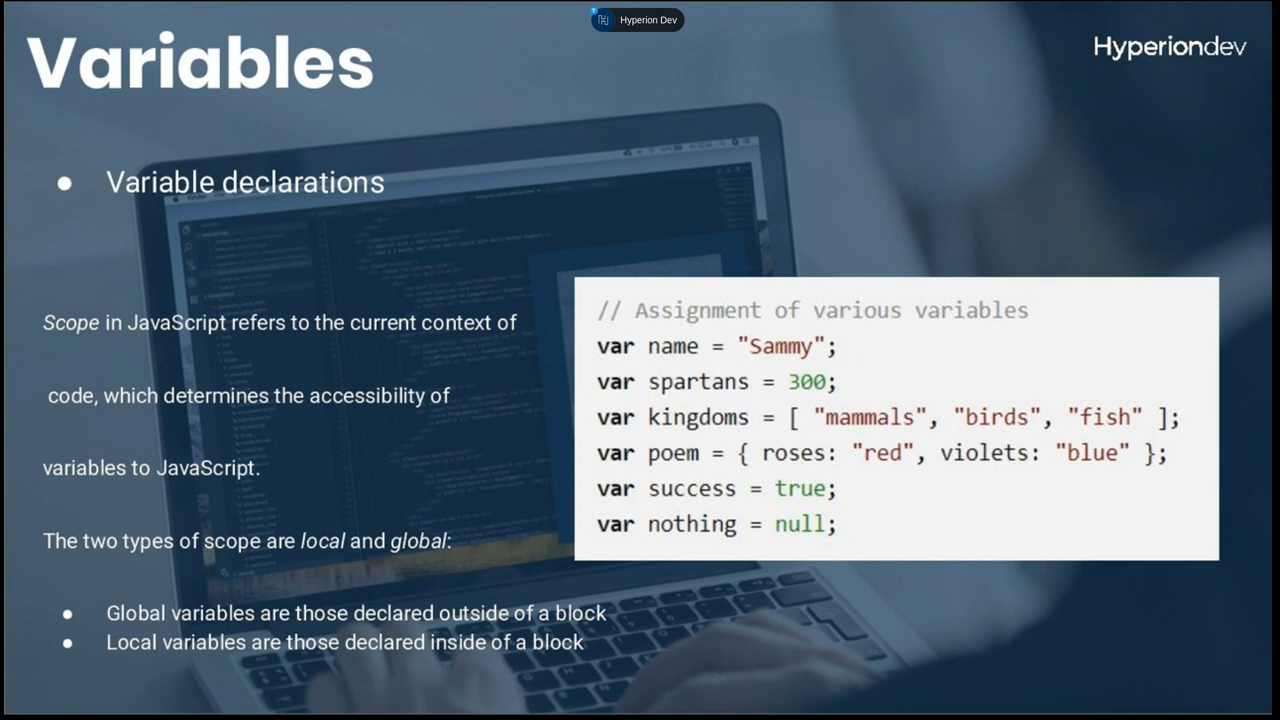 Hyperion Dev
Variables
Hyperiondev
● Variable declarations
Scope in JavaScript refers to the current context of
code, which determines the accessibility of
variables to JavaScript.
The two types of scope are local and global:
● Global variables are those declared outside of a block
● Local variables are those declared inside of a block
// Assignment of various variables
var name = "Sammy";
var spartans = 300;
var kingdoms = [ "mammals", "birds", "fish" ];
var poem = { roses: "red", violets: "blue" };
var success = true;
var nothing = null;